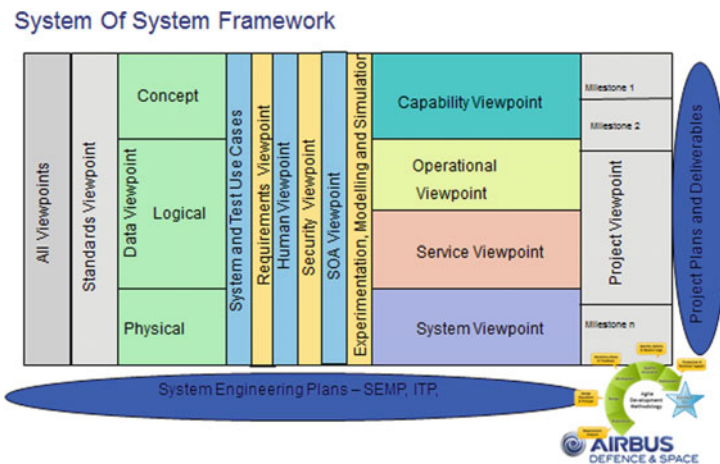 System Of System Framework
All Viewpoints
Standards Viewpoint
Data Viewpoint
Concept
Logical
Physical
System and Test Use Cases
Requirements Viewpoint
Human Viewpoint
Security Viewpoint
SOA Viewpoint
Experimentation, Modelling and Simulation
Capability Viewpoint
Operational
Viewpoint
Service Viewpoint
System Viewpoint
Milestone 1
Milestone 2
Project Viewpoint
Milestone n
Project Plans and Deliverables
System Engineering Plans – SEMP, ITP,
Agile
Development
Methodology
AIRBUS
DEFENCE & SPACE